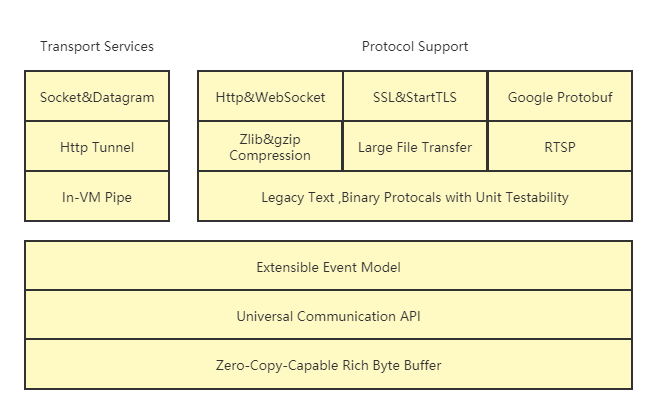 Transport Services
Protocol Support
Socket&Datagram
Http Tunnel
In-VM Pipe
Http&WebSocket
SSL&StartTLS
Google Protobuf
Zlib&gzip
Compression
Large File Transfer
RTSP
Legacy Text ,Binary Protocals with Unit Testability
Extensible Event Model
Universal Communication API
Zero-Copy-Capable Rich Byte Buffer